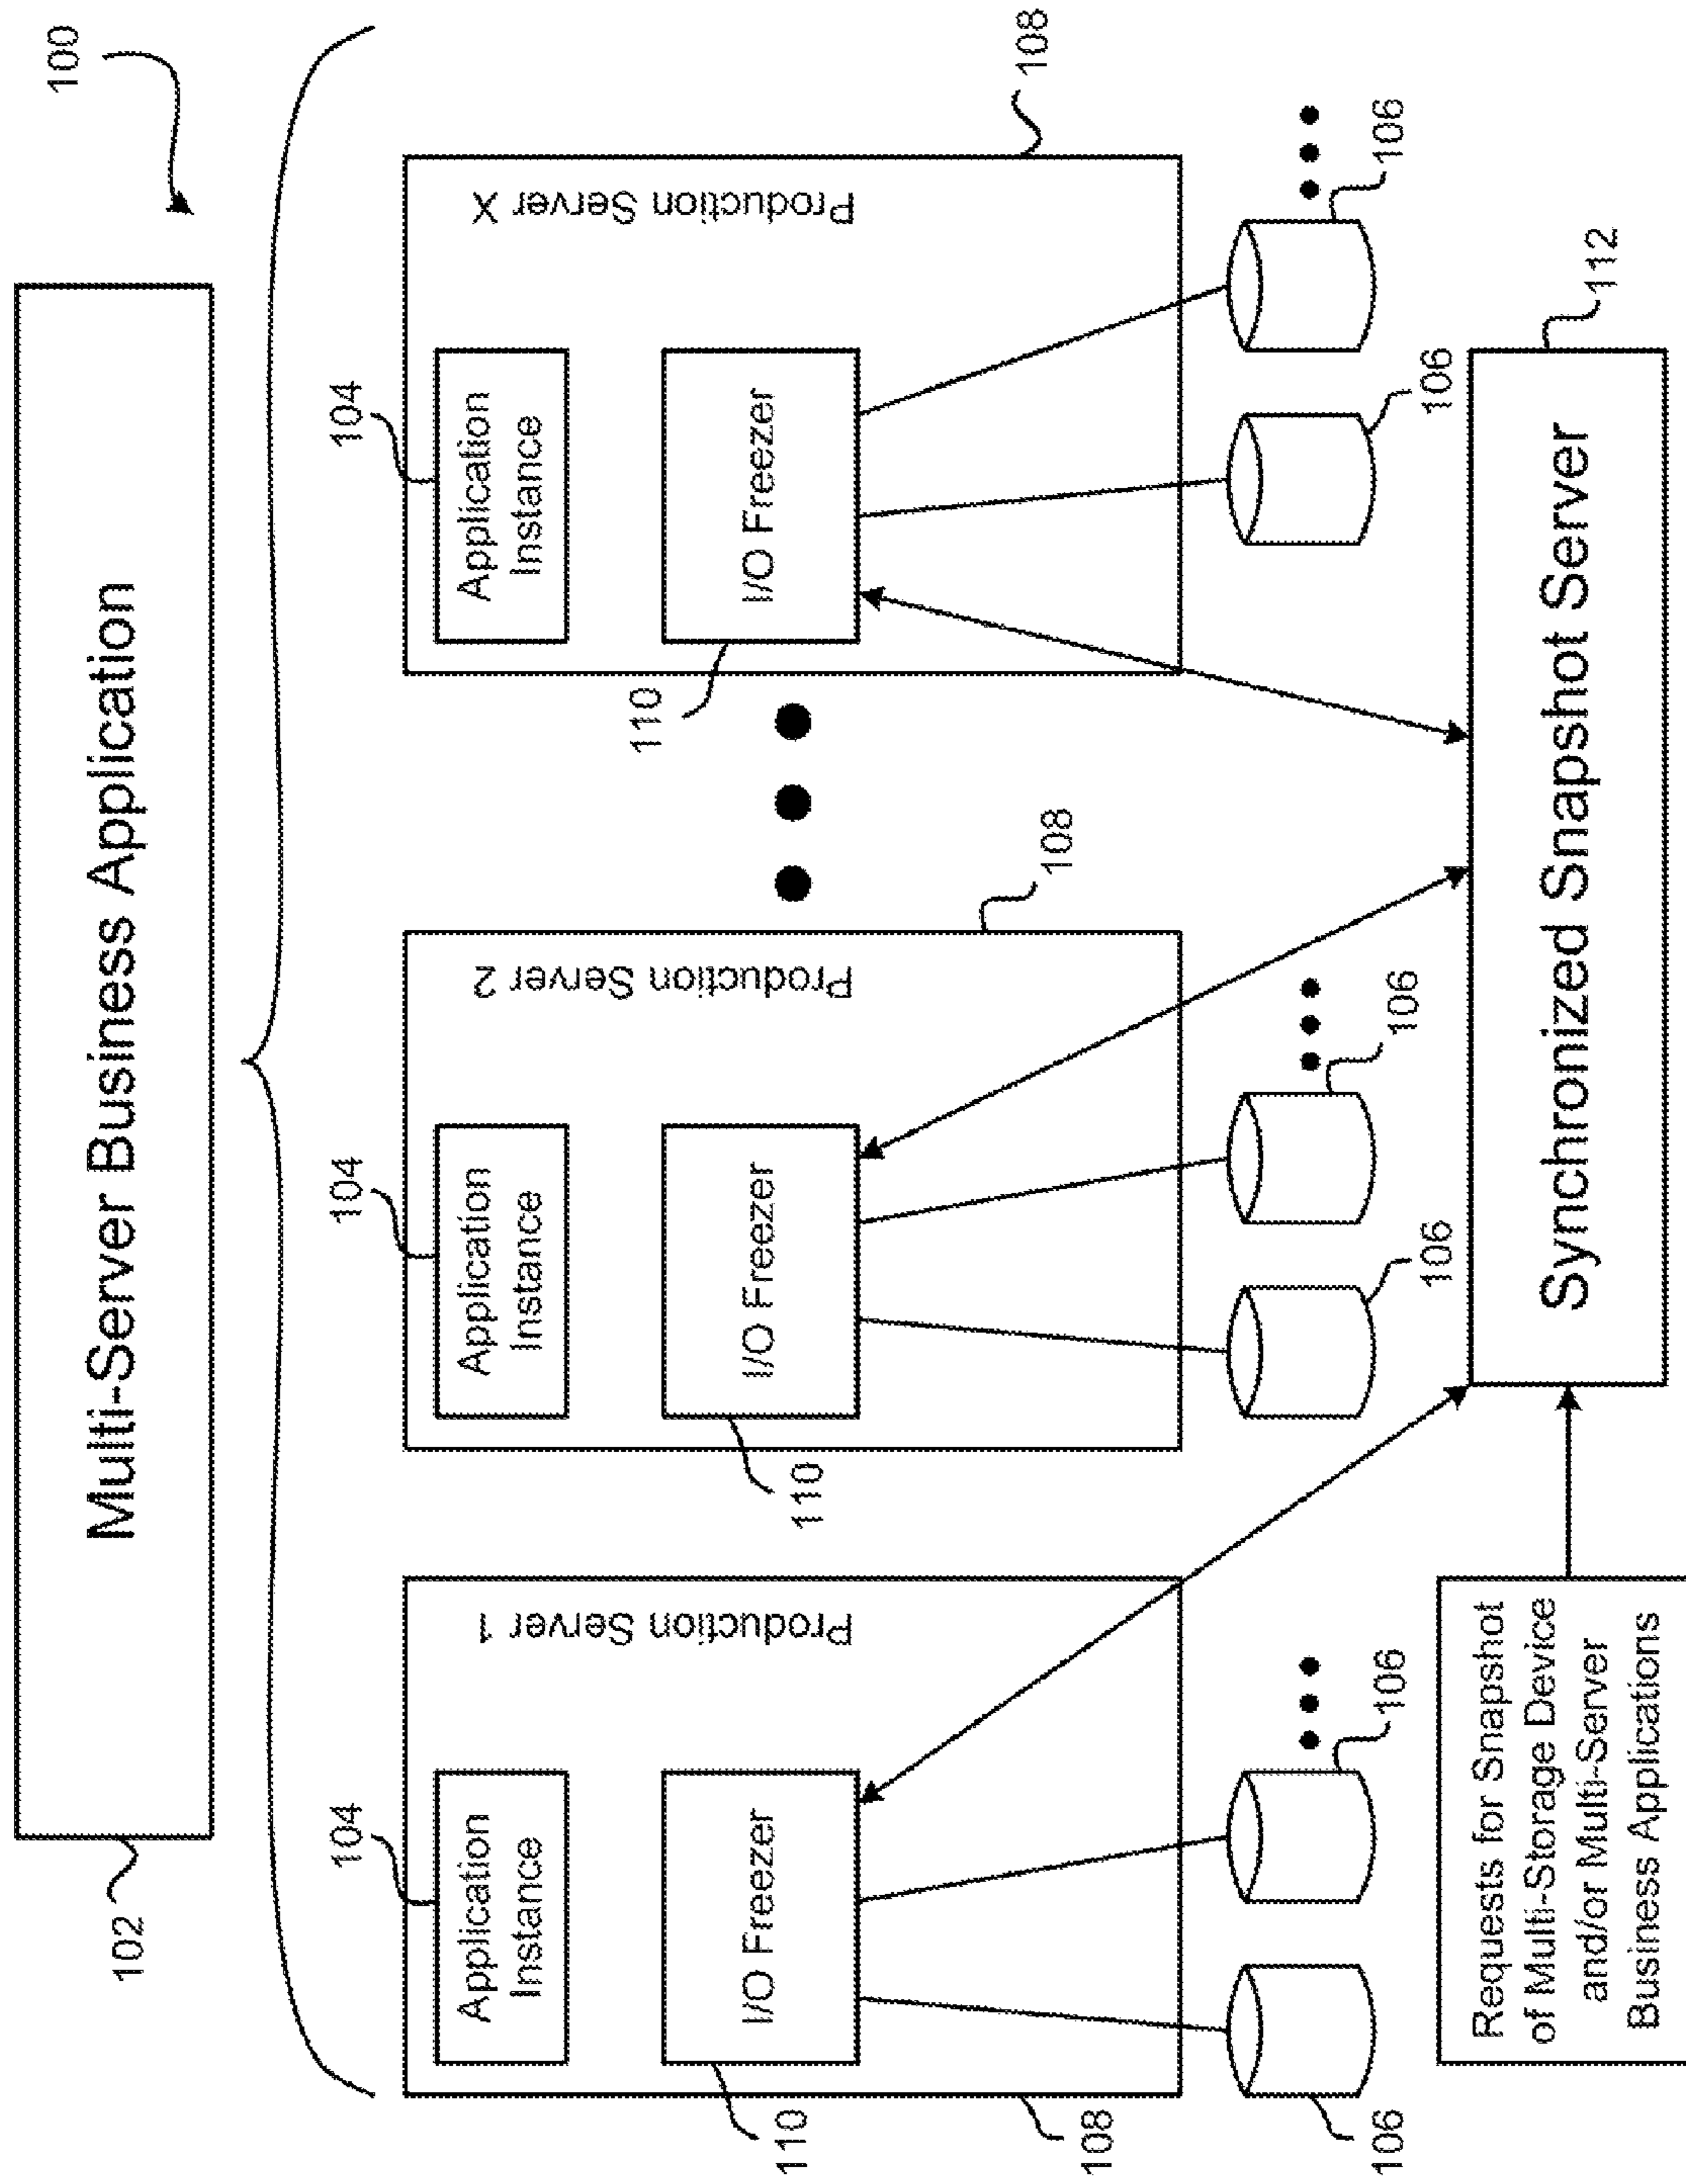 100
Multi-Server Business Application
102
104
Application
Instance
I/O Freezer
110
Production Server 1
108
106
106
104
Application
Instance
I/O Freezer
110
Production Server 2
108
106
106
104
Application
Instance
I/O Freezer
110
Production Server X
108
106
106
Requests for Snapshot
of Multi-Storage Device
and/or Multi-Server
Business Applications
Synchronized Snapshot Server
112